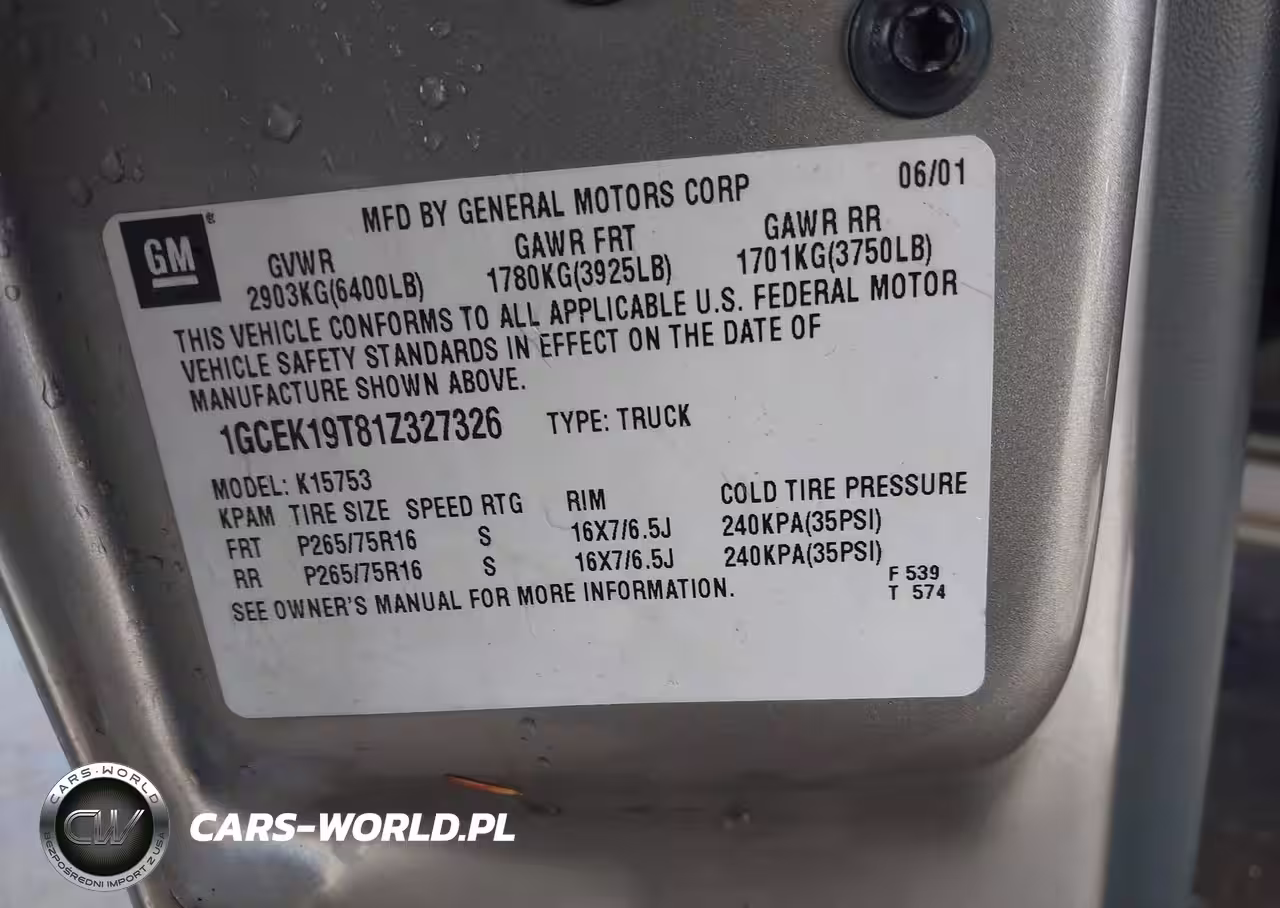 06/01
MFD BY GENERAL MOTORS CORP
GM®
GVWR GAWR FRT GAWR RR
2903KG(6400LB) 1780KG(3925LB) 1701KG(3750LB)
THIS VEHICLE CONFORMS TO ALL APPLICABLE U.S. FEDERAL MOTOR
VEHICLE SAFETY STANDARDS IN EFFECT ON THE DATE OF
MANUFACTURE SHOWN ABOVE.
1GCEK19T81Z327326 TYPE: TRUCK
MODEL: K15753
KPAM TIRE SIZE SPEED RTG RIM COLD TIRE PRESSURE
FRT P265/75R16 S 16X7/6.5J 240KPA(35PSI)
RR P265/75R16 S 16X7/6.5J 240KPA(35PSI)
SEE OWNER'S MANUAL FOR MORE INFORMATION.
F 539
T 574
CARS-WORLD
CW
BEZPOŚREDNI IMPORT Z USA
CARS-WORLD.PL